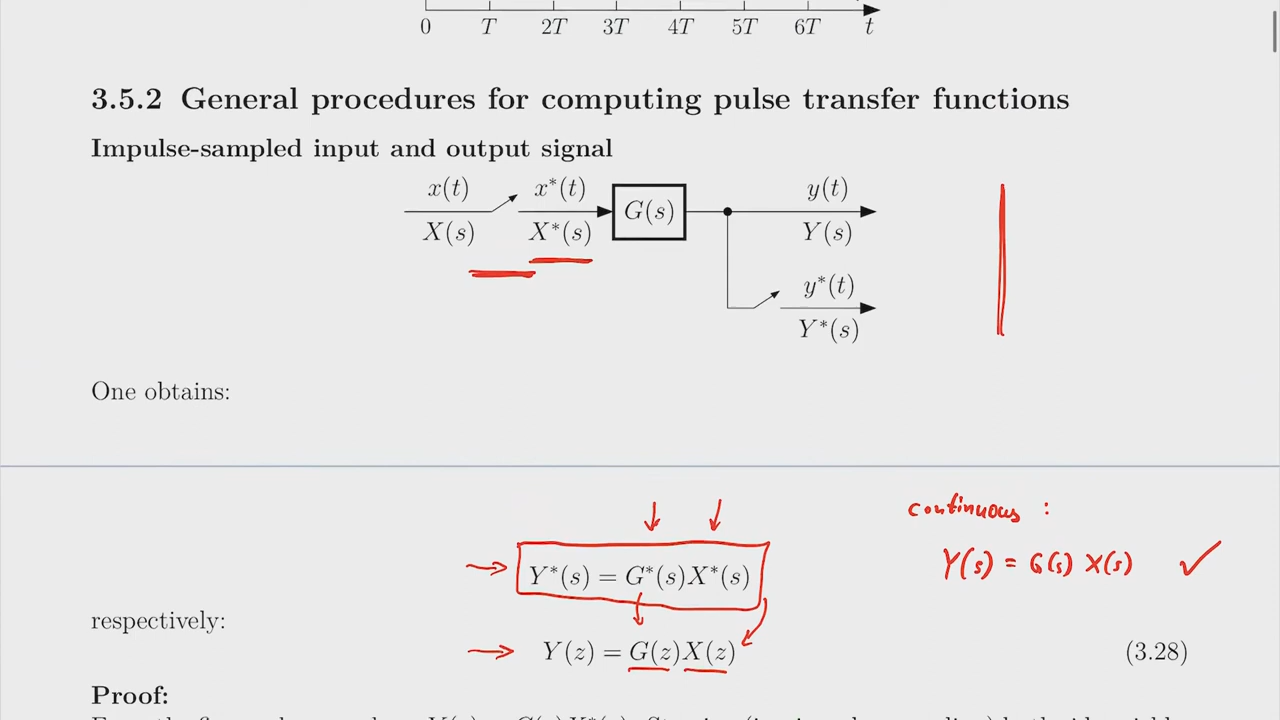 0 T 2T 3T 4T 5T 6T t
3.5.2 General procedures for computing pulse transfer functions
Impulse-sampled input and output signal
x(t) x*(t) y(t)
G(s)
X(s) X*(s) Y(s)
y*(t)
Y*(s)
One obtains:
continuous :
Y(s) = G(s) X(s) ✓
Y*(s) = G*(s)X*(s)
respectively:
Y(z) = G(z)X(z) (3.28)
Proof: